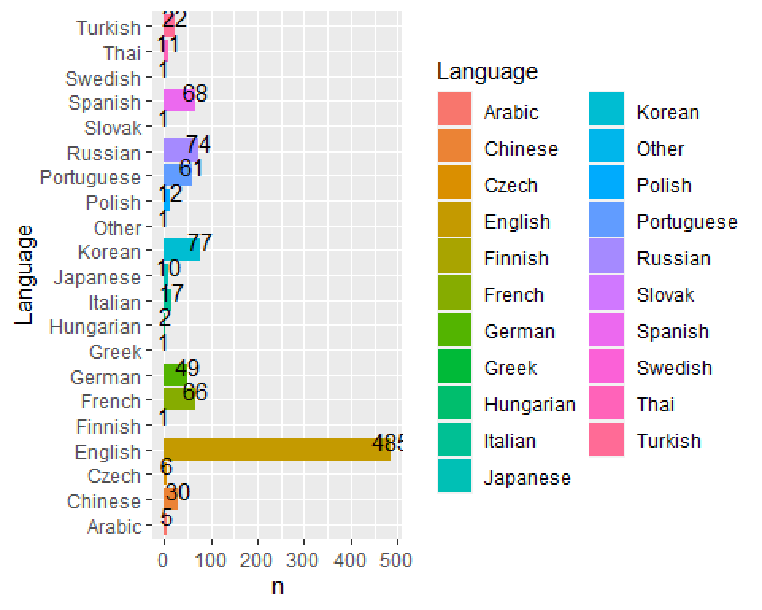 Language
Turkish 22
Thai 11
Swedish 1
Spanish 68
Slovak 1
Russian 74
Portuguese 61
Polish 12
Other 1
Korean 77
Japanese 10
Italian 17
Hungarian 2
Greek 1
German 49
French 66
Finnish 1
English 485
Czech 6
Chinese 30
Arabic 5
0 100 200 300 400 500
n
Language
Arabic
Chinese
Czech
English
Finnish
French
German
Greek
Hungarian
Italian
Japanese
Korean
Other
Polish
Portuguese
Russian
Slovak
Spanish
Swedish
Thai
Turkish